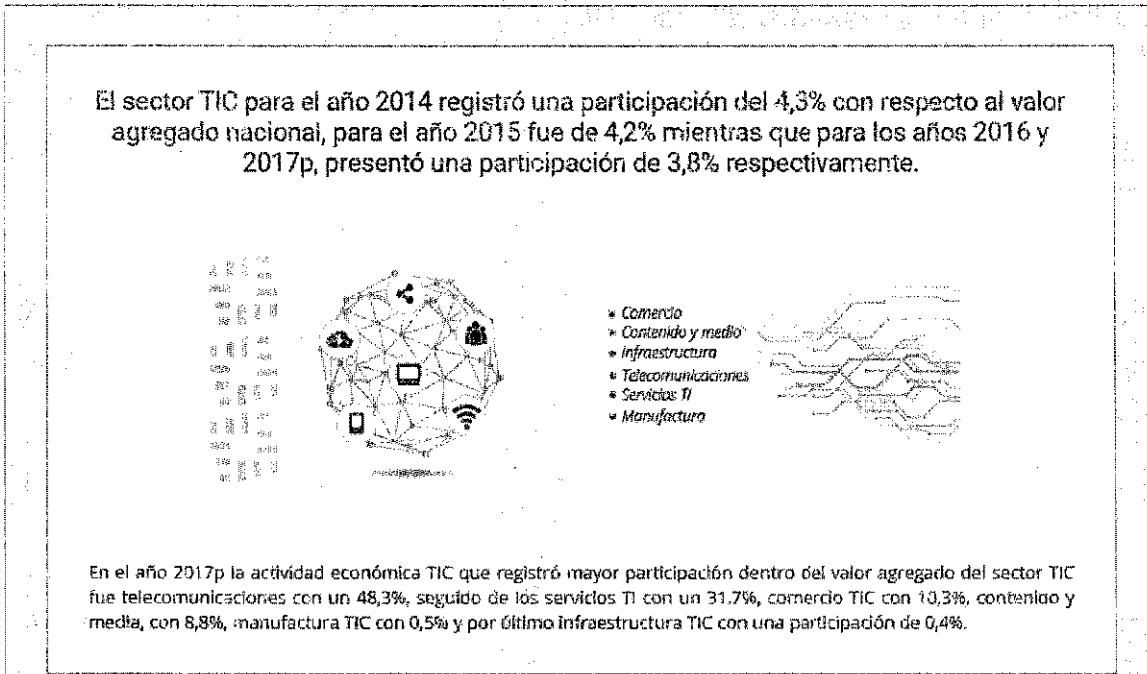 El sector TIC para el año 2014 registró una participación del 4,3% con respecto al valor
agregado nacional, para el año 2015 fue de 4,2% mientras que para los años 2016 y
2017p, presentó una participación de 3,8% respectivamente.
Comercio
Contenido y medio
Infraestructura
Telecomunicaciones
Servicios TI
Manufactura
En el año 2017p la actividad económica TIC que registró mayor participación dentro del valor agregado del sector TIC
fue telecomunicaciones con un 48,3%, seguido de los servicios TI con un 31,7%, comercio TIC con 10,3%, contenido y
media, con 8,8%, manufactura TIC con 0,5% y por último infraestructura TIC con una participación de 0,4%.